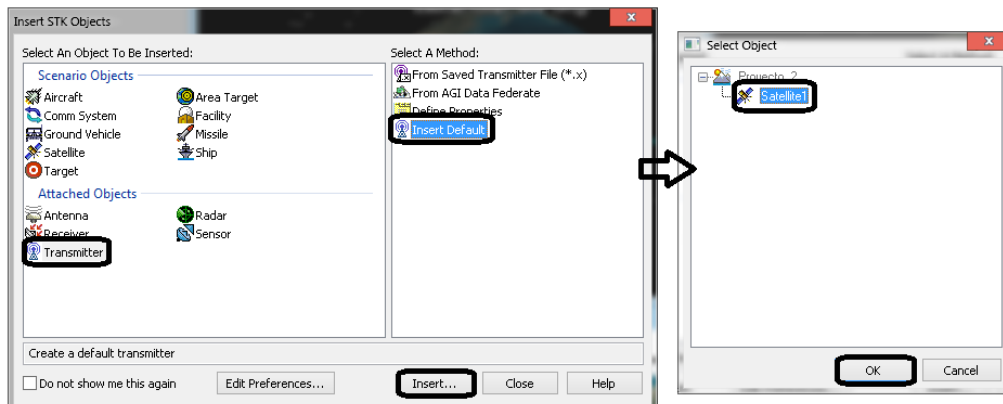 Insert STK Objects
Select An Object To Be Inserted:
Scenario Objects
Aircraft
Area Target
Comm System
Facility
Ground Vehicle
Missile
Satellite
Ship
Target
Attached Objects
Antenna
Radar
Receiver
Sensor
Transmitter
Select A Method:
From Saved Transmitter File (*.x)
From AGI Data Federate
Define Properties
Insert Default
Create a default transmitter
Do not show me this again
Edit Preferences...
Insert...
Close
Help
Select Object
Proyecto_2
Satellite1
OK
Cancel